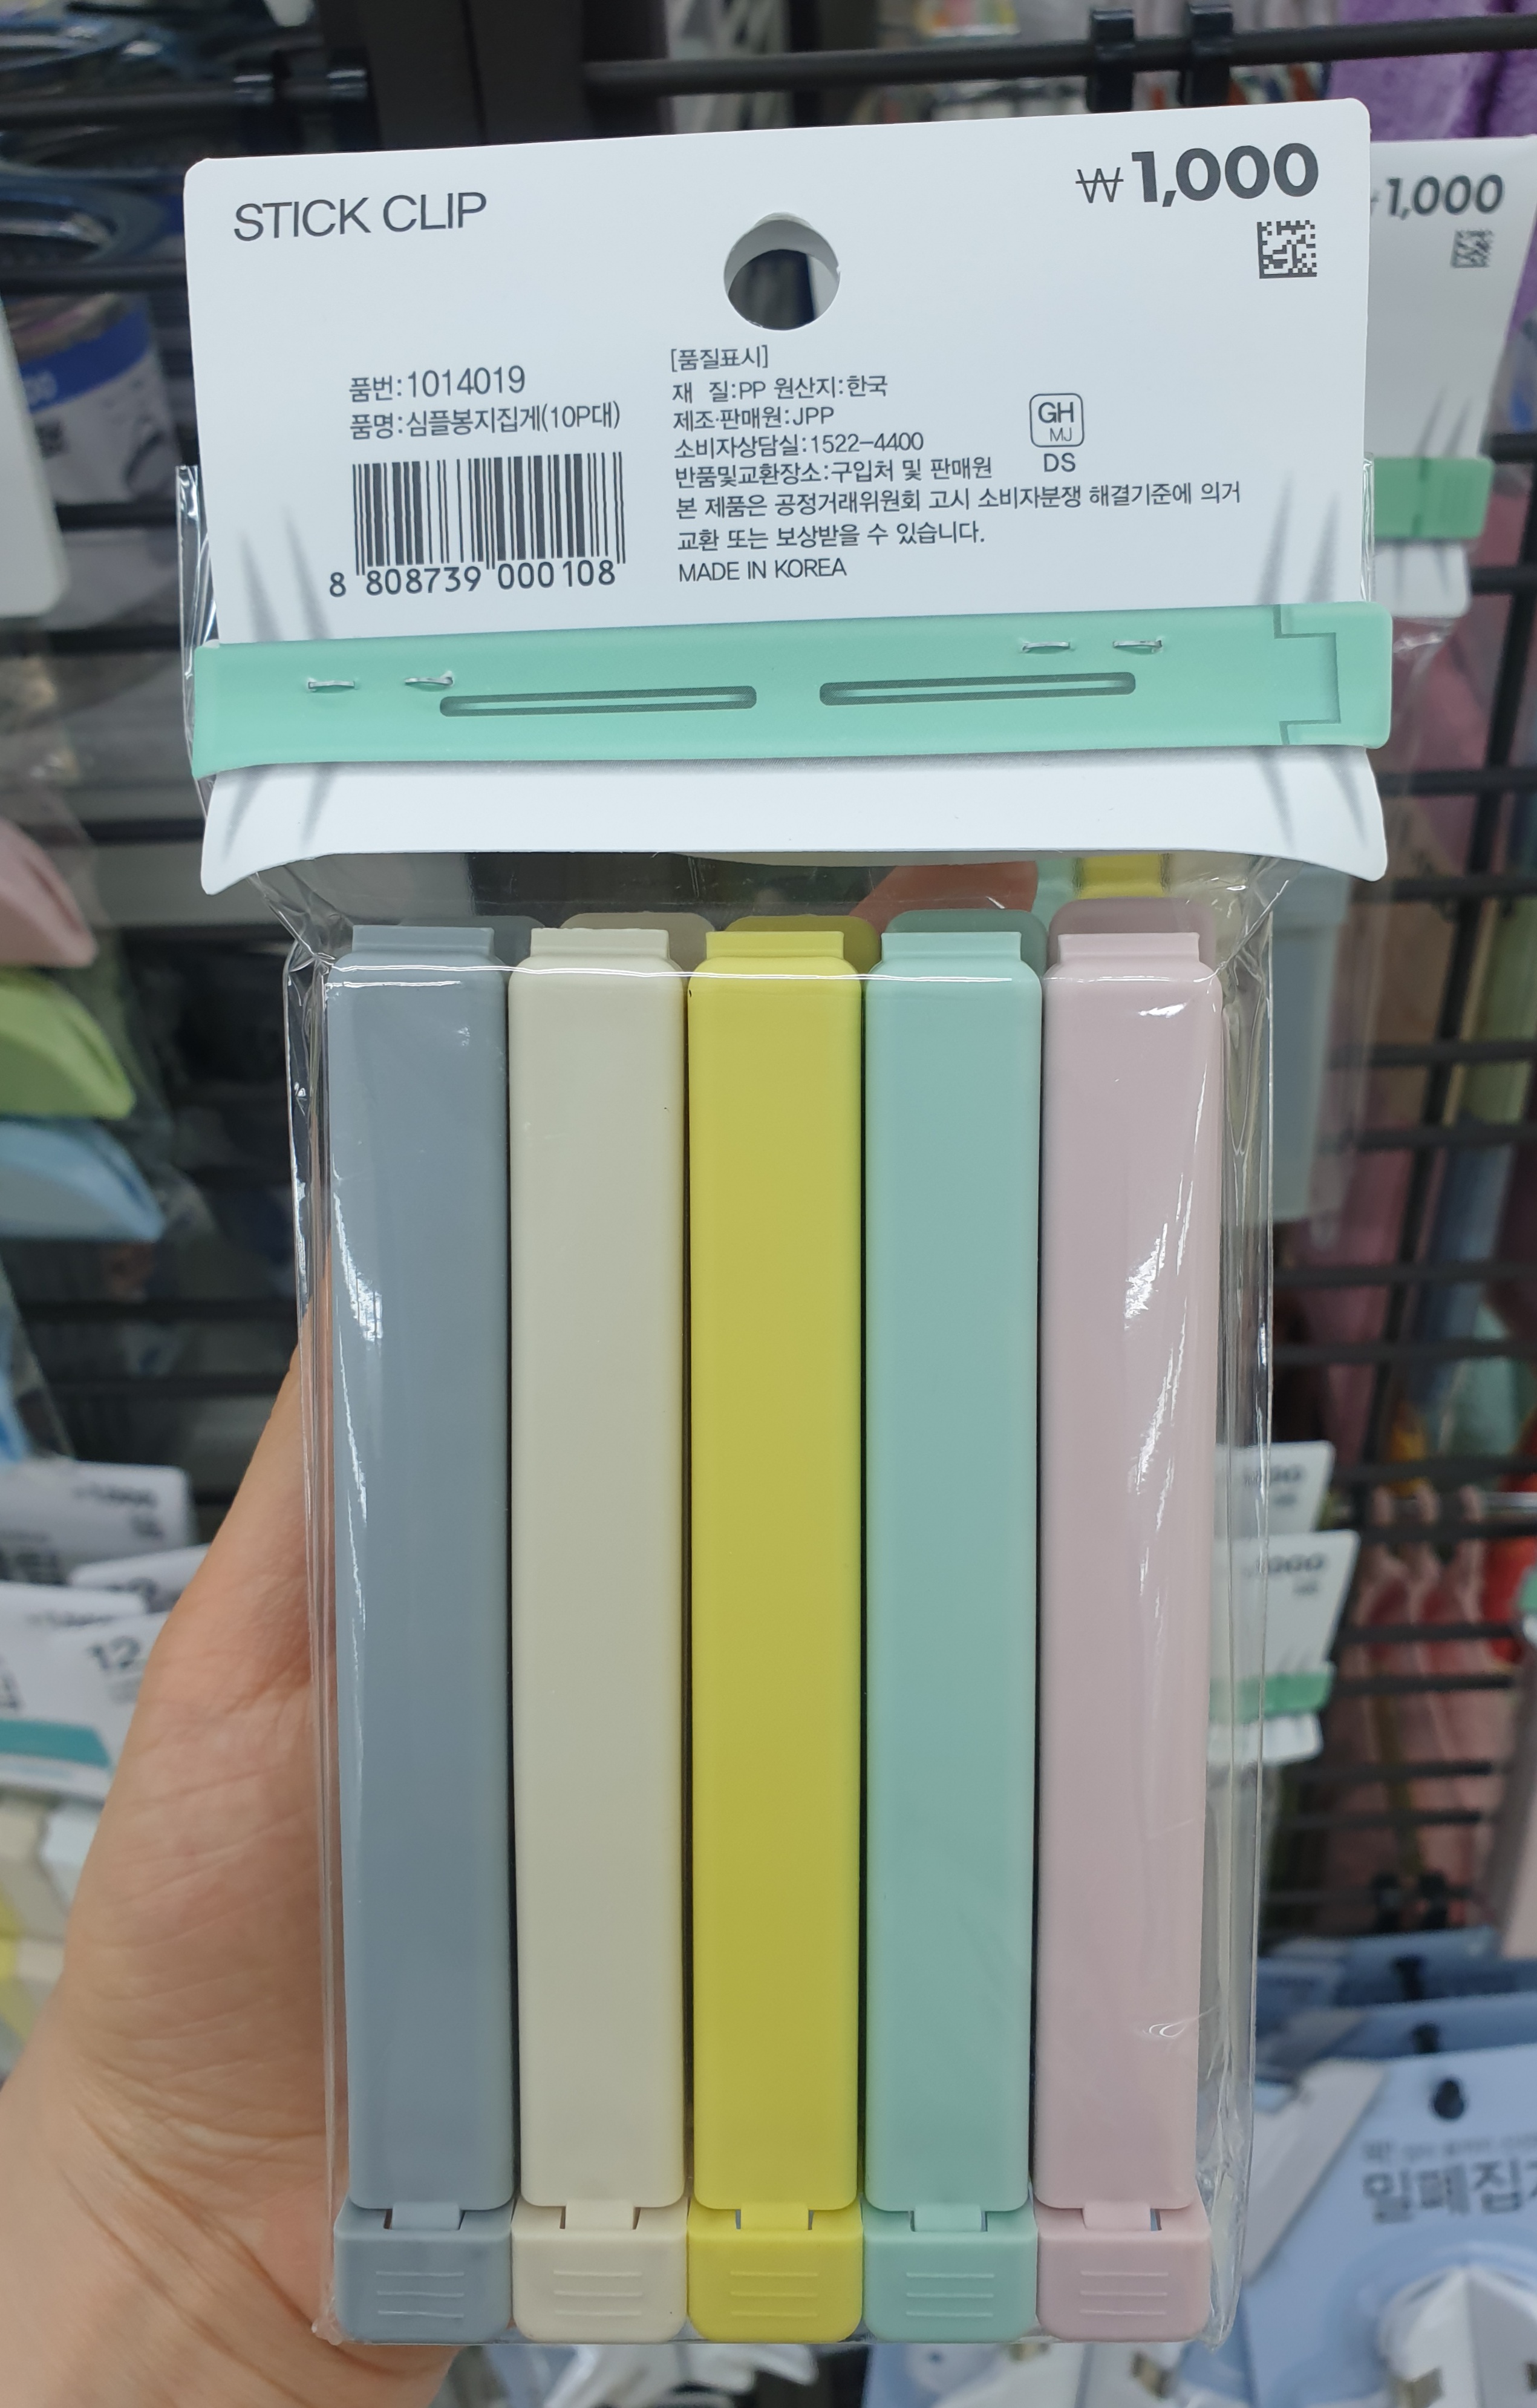 STICK CLIP
₩1,000
1,000
품번:1014019
품명:심플봉지집게(10P대)
8 808739 000108
[품질표시]
재 질:PP 원산지:한국
제조·판매원:JPP
소비자상담실:1522-4400
반품및교환장소:구입처 및 판매원
본 제품은 공정거래위원회 고시 소비자분쟁 해결기준에 의거
교환 또는 보상받을 수 있습니다.
MADE IN KOREA
GH
MJ
DS
12
밀폐집